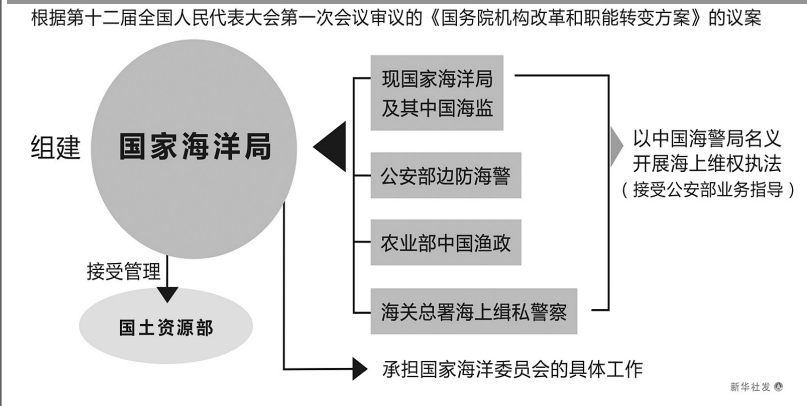 根据第十二届全国人民代表大会第一次会议审议的《国务院机构改革和职能转变方案》的议案
组建
国家海洋局
现国家海洋局
及其中国海监
公安部边防海警
农业部中国渔政
海关总署海上缉私警察
以中国海警局名义
开展海上维权执法
（接受公安部业务指导）
接受管理
国土资源部
承担国家海洋委员会的具体工作
新华社发